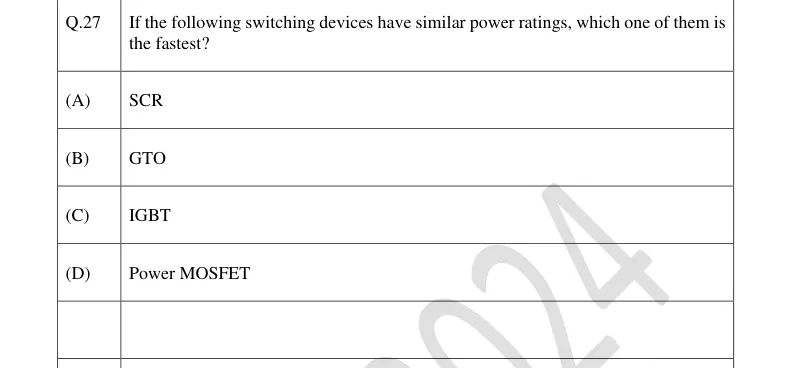 Q.27 If the following switching devices have similar power ratings, which one of them is
the fastest?
(A) SCR
(B) GTO
(C) IGBT
(D) Power MOSFET
2024